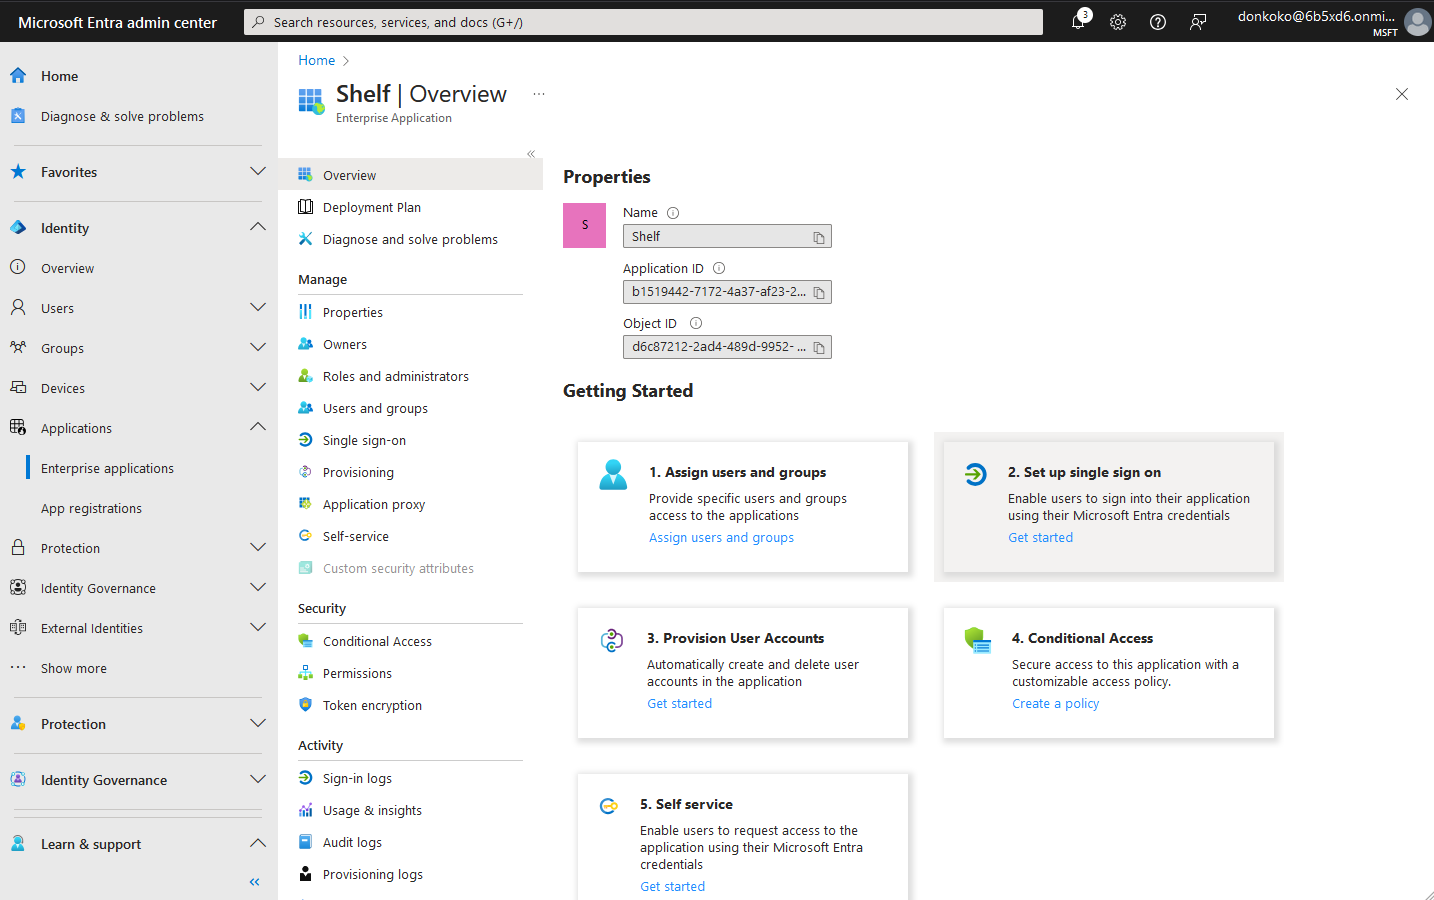 Microsoft Entra admin center
Search resources, services, and docs (G+/)
3
donkoko@6b5xd6.onmi...
MSFT
Home
Diagnose & solve problems
Favorites
Identity
Overview
Users
Groups
Devices
Applications
Enterprise applications
App registrations
Protection
Identity Governance
External Identities
Show more
Protection
Identity Governance
Learn & support
Home
Shelf | Overview
Enterprise Application
Overview
Deployment Plan
Diagnose and solve problems
Manage
Properties
Owners
Roles and administrators
Users and groups
Single sign-on
Provisioning
Application proxy
Self-service
Custom security attributes
Security
Conditional Access
Permissions
Token encryption
Activity
Sign-in logs
Usage & insights
Audit logs
Provisioning logs
Properties
S
Name
Shelf
Application ID
b1519442-7172-4a37-af23-2...
Object ID
d6c87212-2ad4-489d-9952- ...
Getting Started
1. Assign users and groups
Provide specific users and groups
access to the applications
Assign users and groups
2. Set up single sign on
Enable users to sign into their application
using their Microsoft Entra credentials
Get started
3. Provision User Accounts
Automatically create and delete user
accounts in the application
Get started
4. Conditional Access
Secure access to this application with a
customizable access policy.
Create a policy
5. Self service
Enable users to request access to the
application using their Microsoft Entra
credentials
Get started